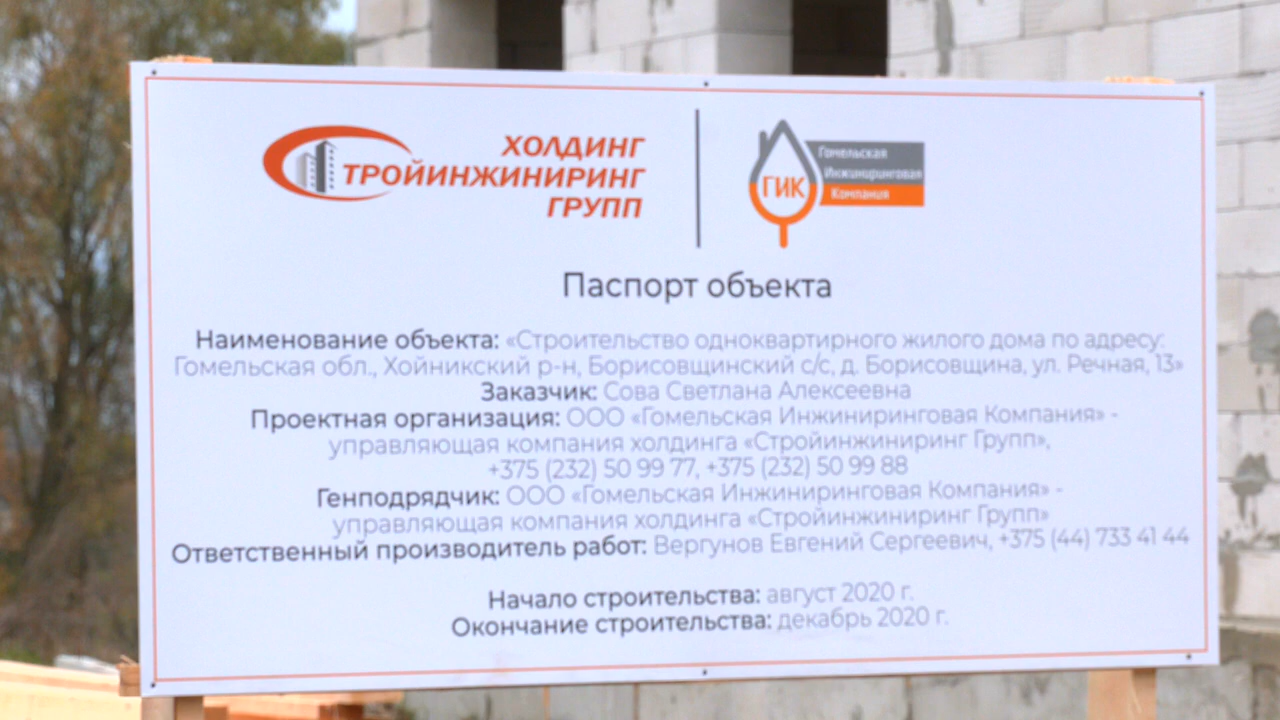 ХОЛДИНГ
СТРОЙИНЖИНИРИНГ
ГРУПП
ГИК
Гомельская
Инжиниринговая
Компания
Паспорт объекта
Наименование объекта: «Строительство одноквартирного жилого дома по адресу:
Гомельская обл., Хойникский р-н, Борисовщинский с/с, д. Борисовщина, ул. Речная, 13»
Заказчик: Сова Светлана Алексеевна
Проектная организация: ООО «Гомельская Инжиниринговая Компания» -
управляющая компания холдинга «Стройинжиниринг Групп»,
+375 (232) 50 99 77, +375 (232) 50 99 88
Генподрядчик: ООО «Гомельская Инжиниринговая Компания» -
управляющая компания холдинга «Стройинжиниринг Групп»
Ответственный производитель работ: Вергунов Евгений Сергеевич, +375 (44) 733 41 44
Начало строительства: август 2020 г.
Окончание строительства: декабрь 2020 г.